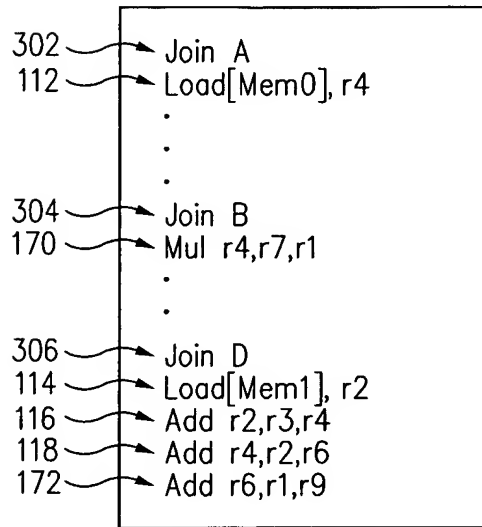 302 Join A
112 Load[Mem0], r4
.
.
.
304 Join B
170 Mul r4,r7,r1
.
.
306 Join D
114 Load[Mem1], r2
116 Add r2,r3,r4
118 Add r4,r2,r6
172 Add r6,r1,r9